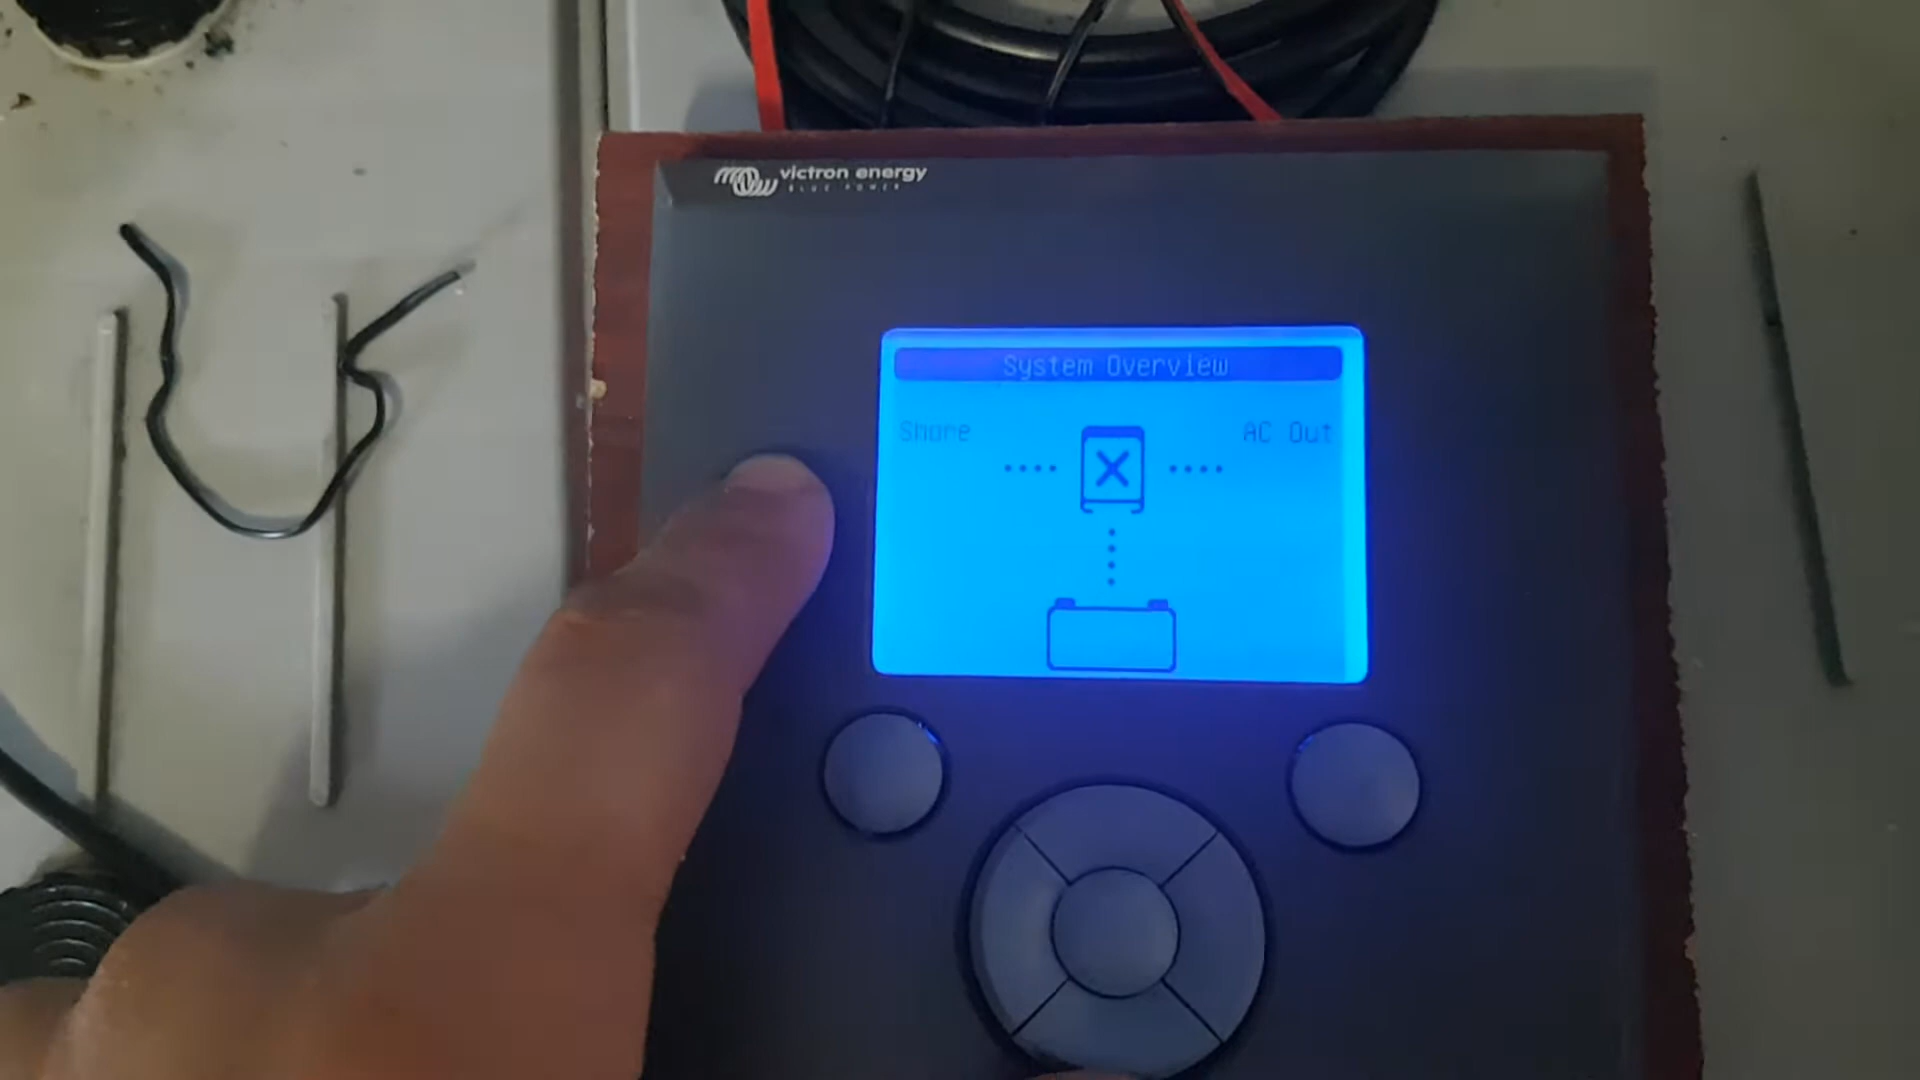 victron energy
BLUE POWER
System Overview
Shore
AC Out